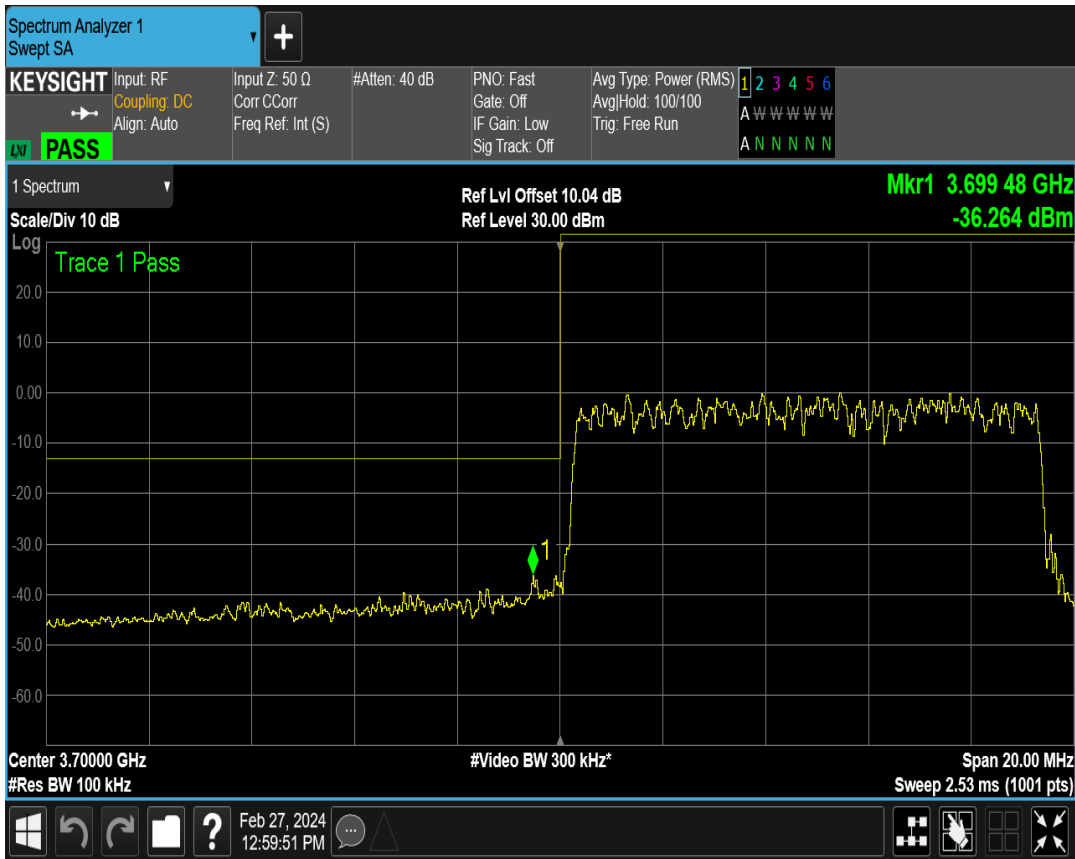 Spectrum Analyzer 1
Swept SA
+
KEYSIGHT
LXI PASS
Input: RF
Coupling: DC
Align: Auto
Input Z: 50 Ω
Corr CCorr
Freq Ref: Int (S)
#Atten: 40 dB
PNO: Fast
Gate: Off
IF Gain: Low
Sig Track: Off
Avg Type: Power (RMS)
Avg|Hold: 100/100
Trig: Free Run
1 2 3 4 5 6
A W W W W W
A N N N N N
1 Spectrum
Scale/Div 10 dB
Ref Lvl Offset 10.04 dB
Ref Level 30.00 dBm
Mkr1 3.699 48 GHz
-36.264 dBm
Log
Trace 1 Pass
20.0
10.0
0.00
-10.0
-20.0
-30.0
1
-40.0
-50.0
-60.0
Center 3.70000 GHz
#Video BW 300 kHz*
Span 20.00 MHz
#Res BW 100 kHz
Sweep 2.53 ms (1001 pts)
?
Feb 27, 2024
12:59:51 PM